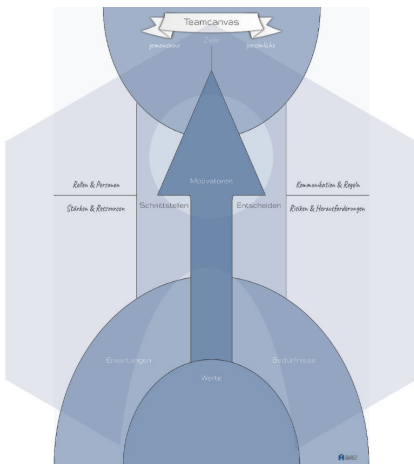 Teamcanvas
Ziele
gemeinsame persönliche
Motivatoren
Rollen & Personen
Kommunikation & Regeln
Stärken & Ressourcen
Schnittstellen
Entscheiden
Risiken & Herausforderungen
Erwartungen
Bedürfnisse
Werte